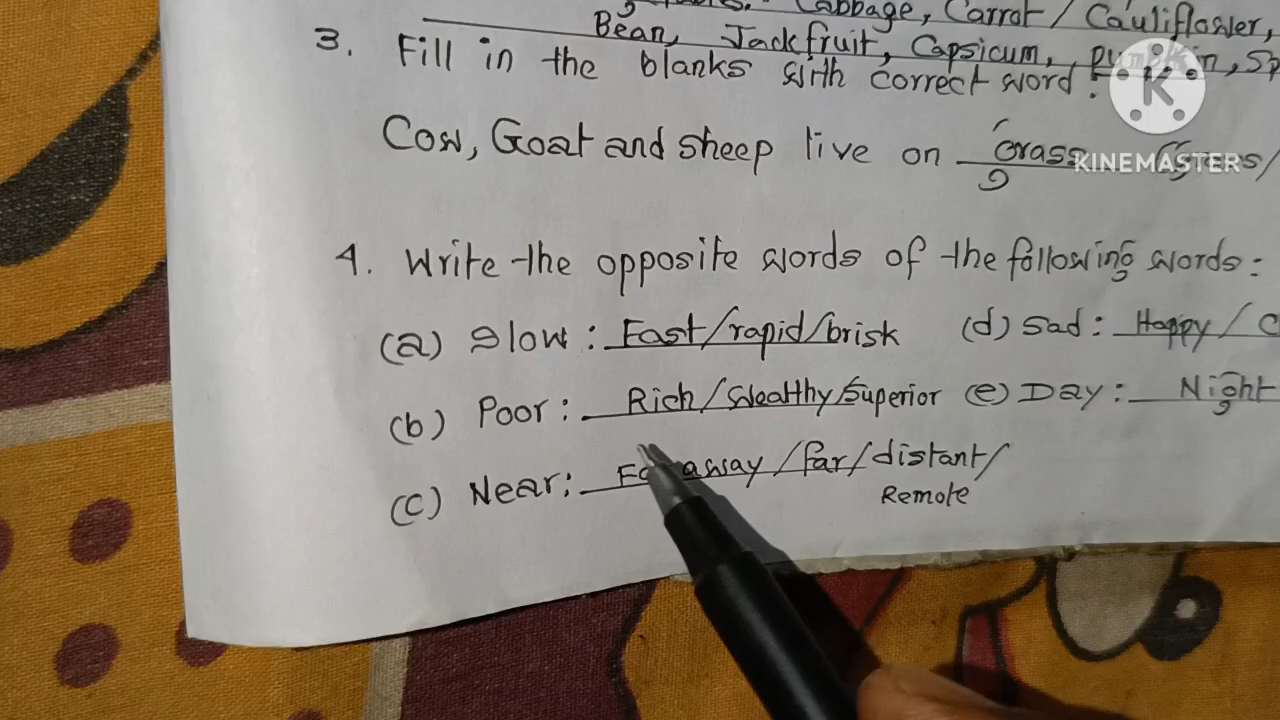 Cabbage, Carrot / Cauliflower,
Bean, Jackfruit, Capsicum, pumpkin,
3. Fill in the blanks with correct word :
Cow, Goat and sheep live on Grass
KINEMASTER
4. Write the opposite words of the following words :
(a) Slow : Fast/rapid/brisk (d) Sad : Happy /
(b) Poor : Rich/Wealthy/Superior (e) Day : Night
(c) Near : Far away /far/distant/
Remote